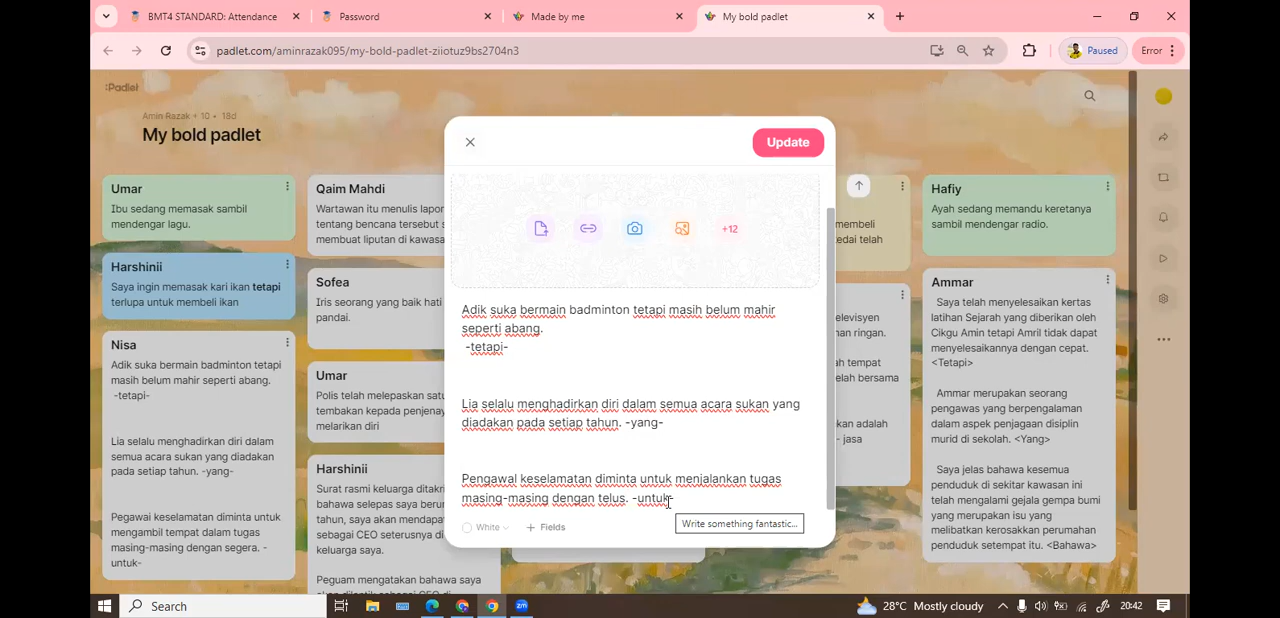 BMT4 STANDARD: Attendance
Password
Made by me
My bold padlet
padlet.com/aminrazak095/my-bold-padlet-ziiotuz9bs2704n3
Paused
Error
:Padlet
Amin Razak + 10 • 18d
My bold padlet
Umar
Ibu sedang memasak sambil
mendengar lagu.
Harshinii
Saya ingin memasak kari ikan tetapi
terlupa untuk membeli ikan
Nisa
Adik suka bermain badminton tetapi
masih belum mahir seperti abang.
-tetapi-
Lia selalu menghadirkan diri dalam
semua acara sukan yang diadakan
pada setiap tahun. -yang-
Pegawai keselamatan diminta untuk
mengambil tempat dalam tugas
masing-masing dengan segera. -
untuk-
Qaim Mahdi
Wartawan itu menulis lapor
tentang bencana tersebut s
membuat liputan di kawasa
Sofea
Iris seorang yang baik hati
pandai.
Umar
Polis telah melepaskan satu
tembakan kepada penjenay
melarikan diri
Harshinii
Surat rasmi keluarga ditakri
bahawa selepas saya berur
tahun, saya akan mendapat
sebagai CEO seterusnya di
keluarga saya.
Peguam mengatakan bahawa saya
Update
+12
Adik suka bermain badminton tetapi masih belum mahir
seperti abang.
-tetapi-
Lia selalu menghadirkan diri dalam semua acara sukan yang
diadakan pada setiap tahun. -yang-
Pengawal keselamatan diminta untuk menjalankan tugas
masing-masing dengan telus. -untuk-
White
+ Fields
Write something fantastic...
membeli
edai telah
elevisyen
nan ringan.
lah tempat
elah bersama
kan adalah
- jasa
Hafiy
Ayah sedang memandu keretanya
sambil mendengar radio.
Ammar
Saya telah menyelesaikan kertas
latihan Sejarah yang diberikan oleh
Cikgu Amin tetapi Amril tidak dapat
menyelesaikannya dengan cepat.
<Tetapi>
Ammar merupakan seorang
pengawas yang berpengalaman
dalam aspek penjagaan disiplin
murid di sekolah. <Yang>
Saya jelas bahawa kesemua
penduduk di sekitar kawasan ini
telah mengalami gejala gempa bumi
yang merupakan isu yang
melibatkan kerosakkan perumahan
penduduk setempat itu. <Bahawa>
Search
28°C Mostly cloudy
20:42